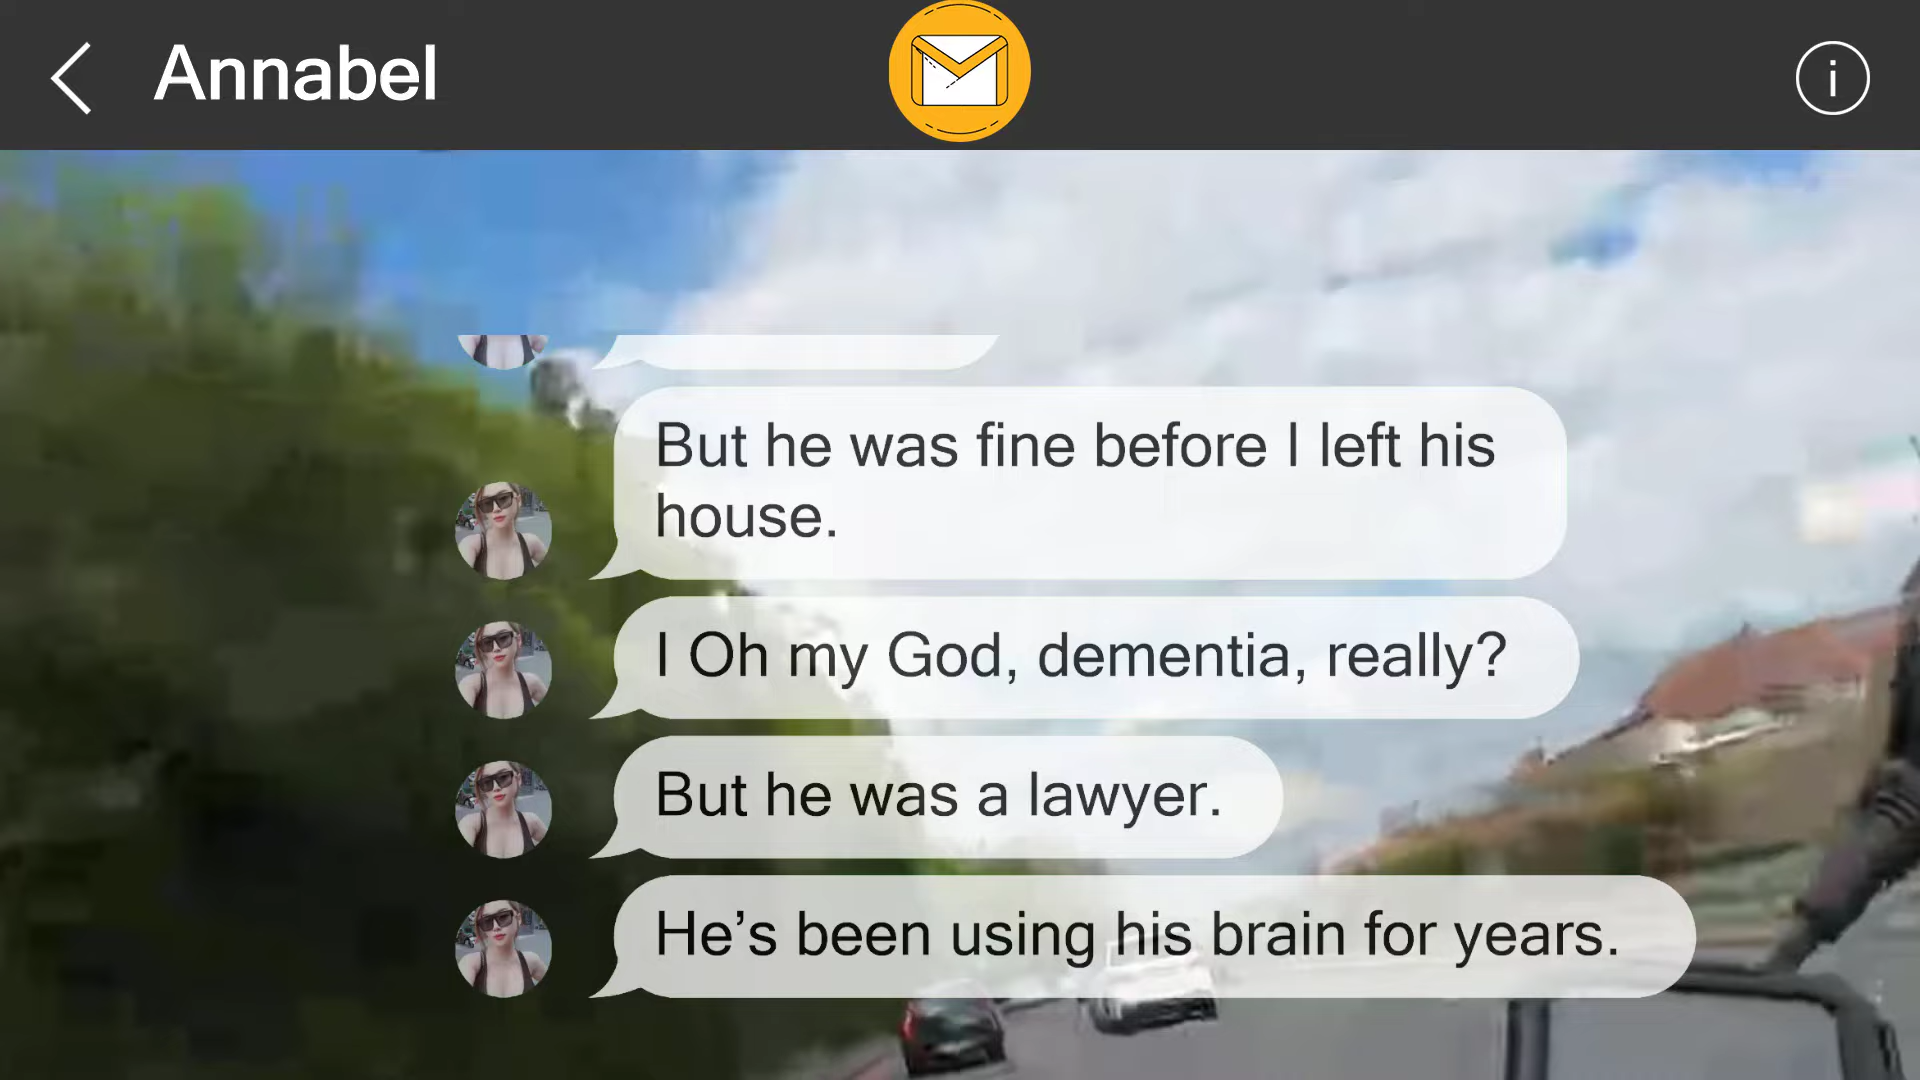 Annabel
But he was fine before I left his
house.
I Oh my God, dementia, really?
But he was a lawyer.
He’s been using his brain for years.